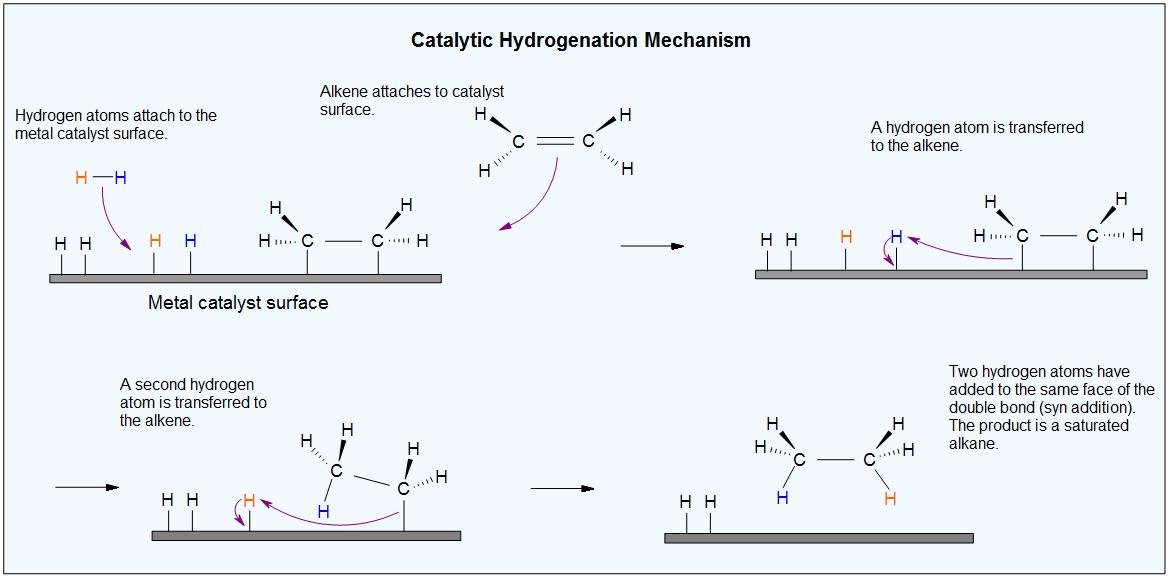 Catalytic Hydrogenation Mechanism
Hydrogen atoms attach to the
metal catalyst surface.
Alkene attaches to catalyst
surface.
A hydrogen atom is transferred
to the alkene.
H H
C C
H H
H H
H H H H
H C C H
Metal catalyst surface
H H
H H H H
H C C H
A second hydrogen
atom is transferred to
the alkene.
H H
C
H
H H
C
H H H
Two hydrogen atoms have
added to the same face of the
double bond (syn addition).
The product is a saturated
alkane.
H H
H C C H
H H
H H